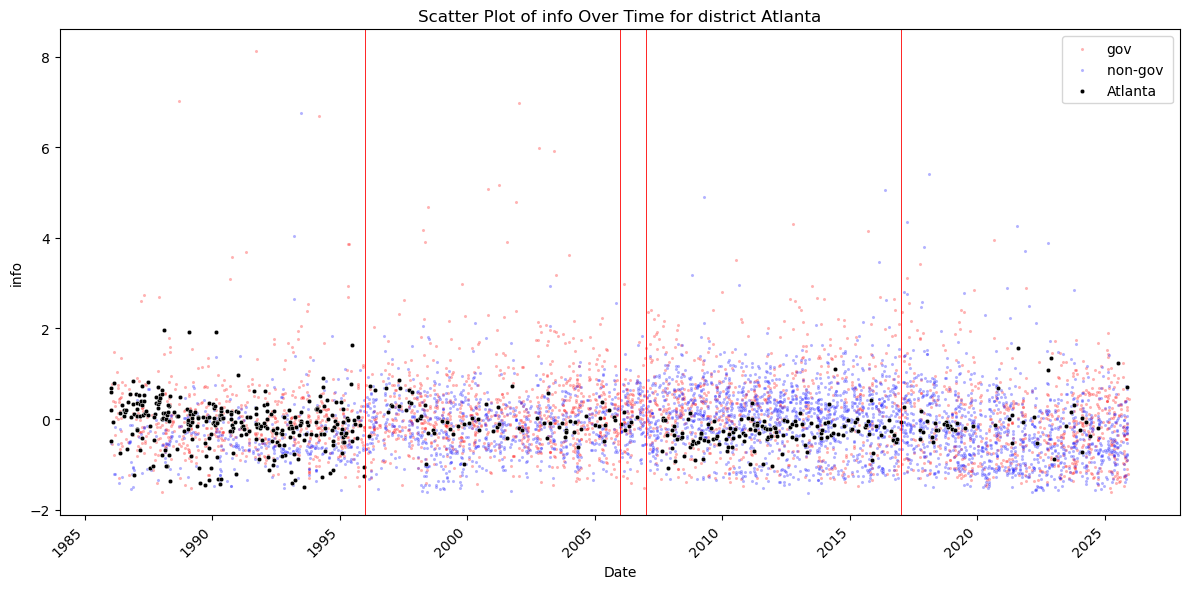 Scatter Plot of info Over Time for district Atlanta
gov
non-gov
Atlanta
info
8
6
4
2
0
−2
1985
1990
1995
2000
2005
2010
2015
2020
2025
Date